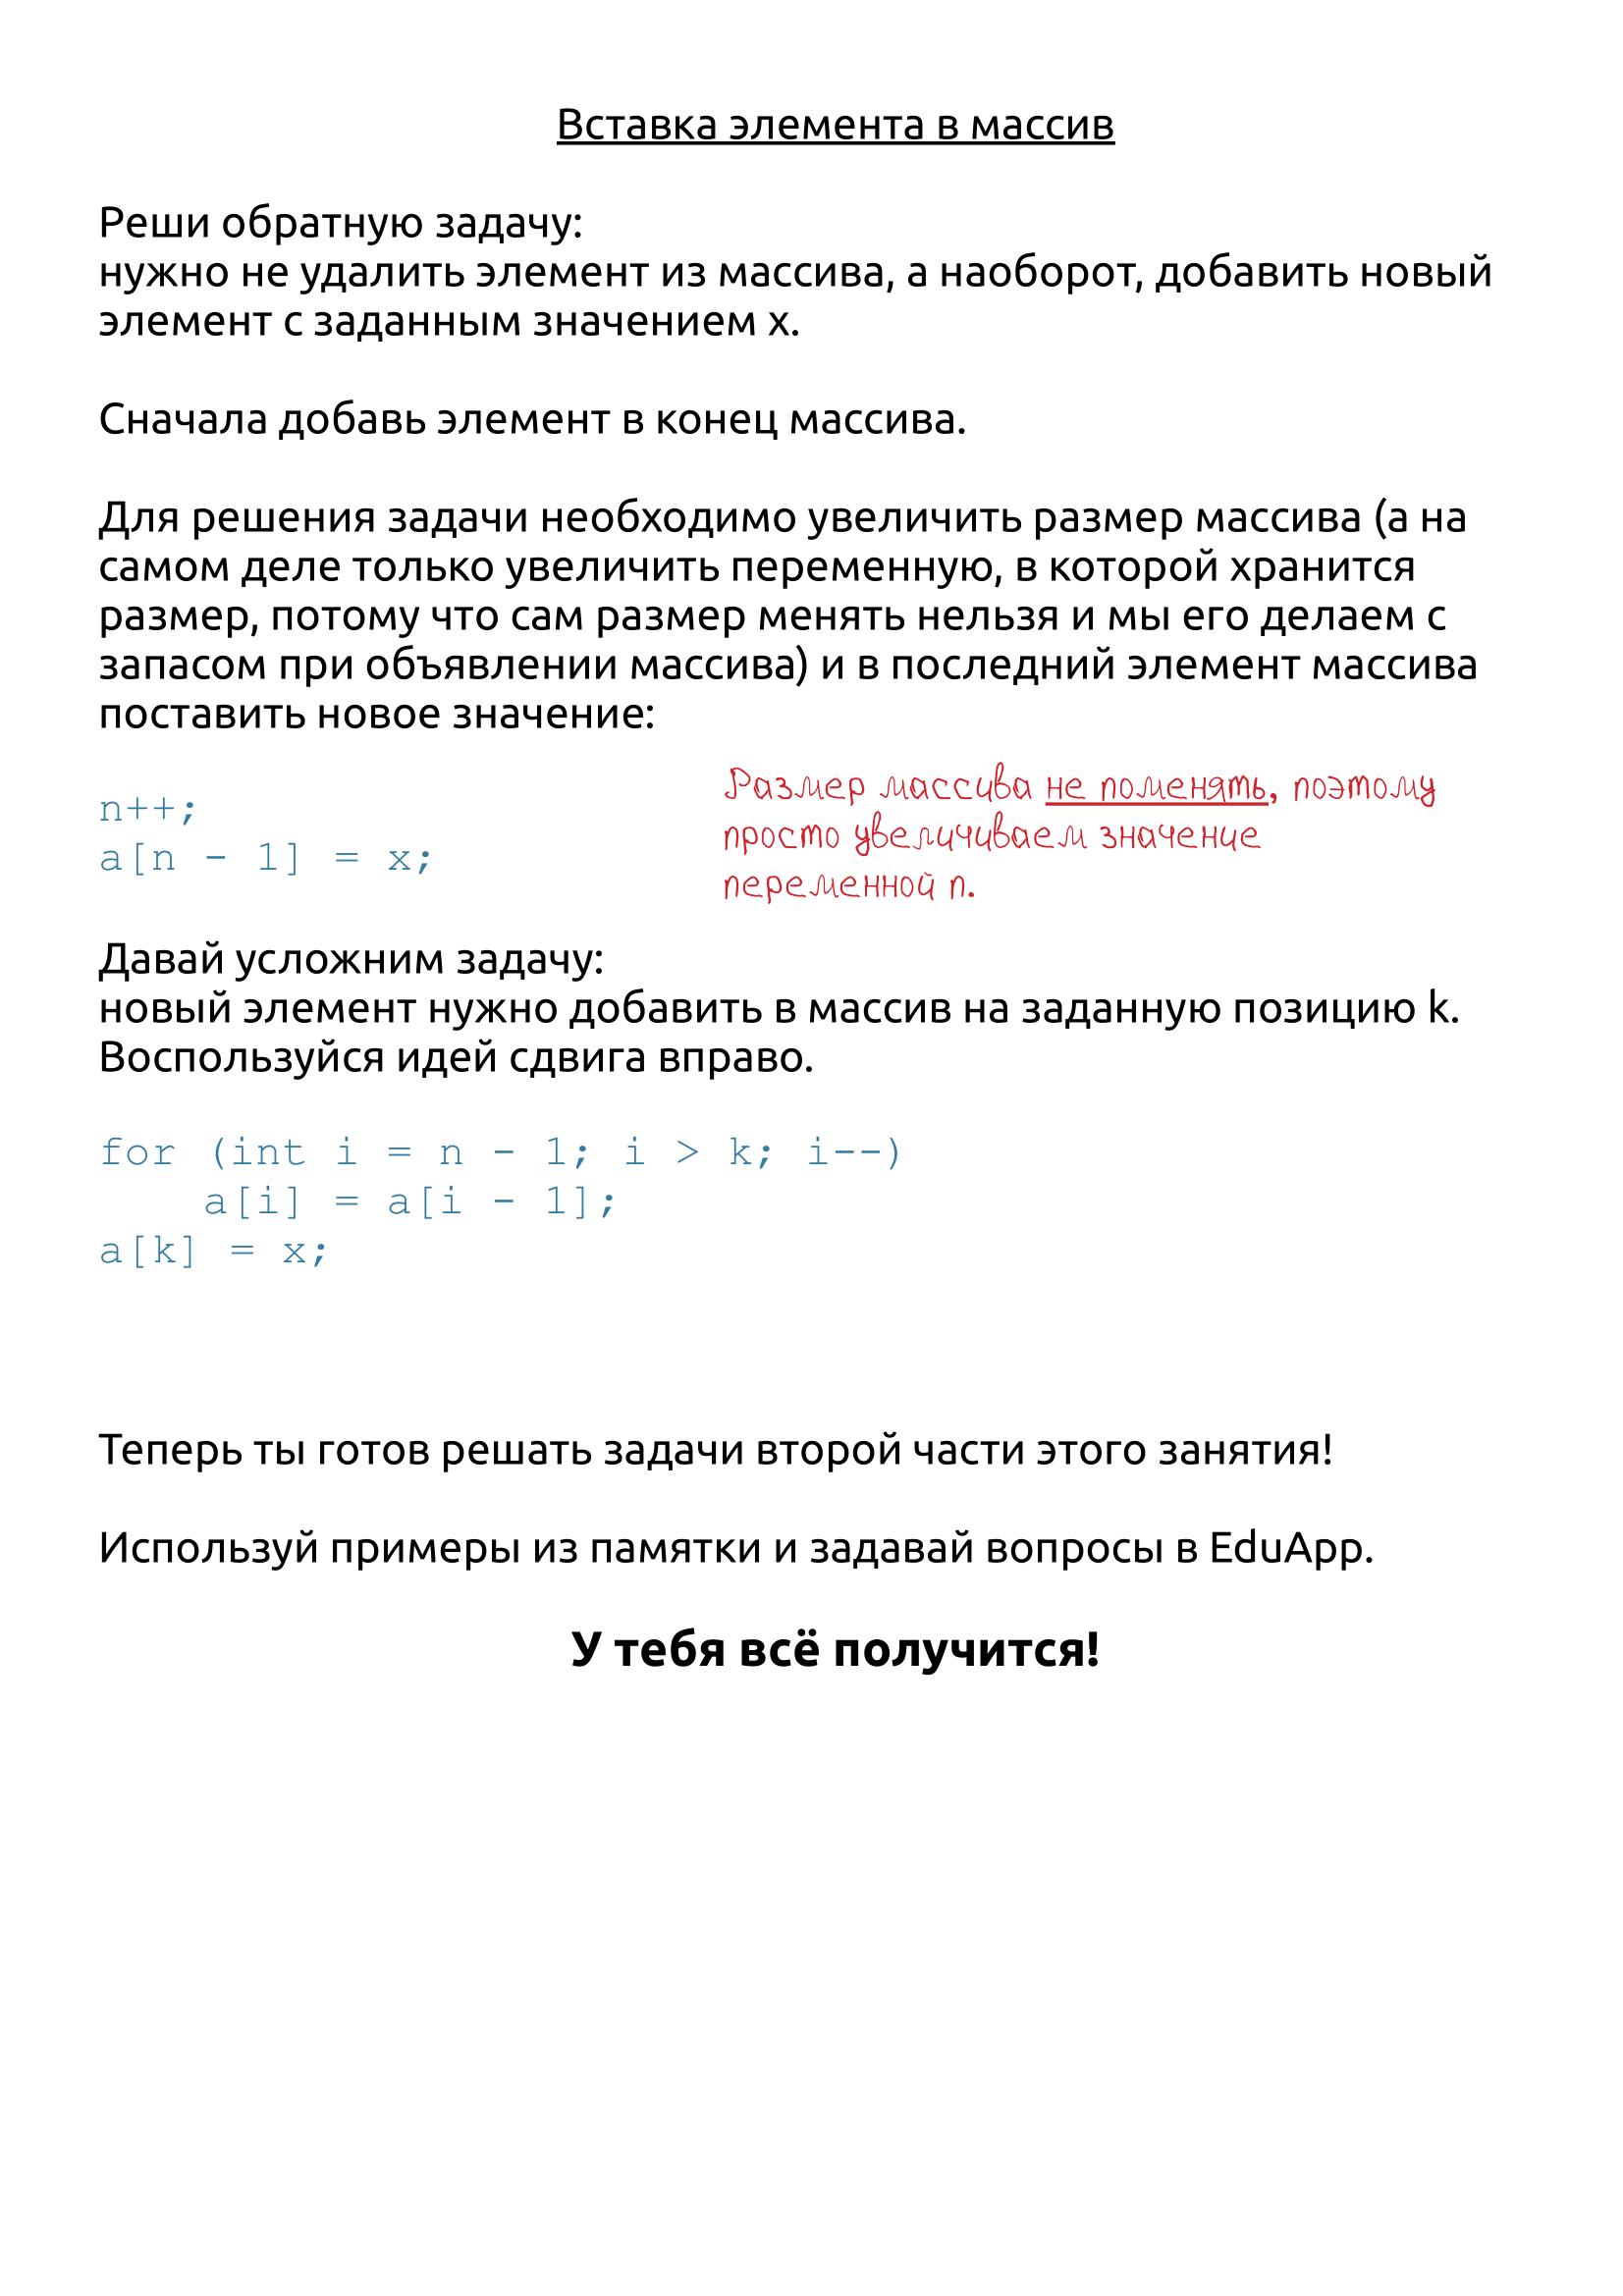 Вставка элемента в массив
Реши обратную задачу:
нужно не удалить элемент из массива, а наоборот, добавить новый
элемент с заданным значением x.
Сначала добавь элемент в конец массива.
Для решения задачи необходимо увеличить размер массива (а на
самом деле только увеличить переменную, в которой хранится
размер, потому что сам размер менять нельзя и мы его делаем с
запасом при объявлении массива) и в последний элемент массива
поставить новое значение:
n++;
a[n - 1] = x;
Размер массива не поменять, поэтому
просто увеличиваем значение
переменной n.
Давай усложним задачу:
новый элемент нужно добавить в массив на заданную позицию k.
Воспользуйся идей сдвига вправо.
for (int i = n - 1; i > k; i--)
    a[i] = a[i - 1];
a[k] = x;
Теперь ты готов решать задачи второй части этого занятия!
Используй примеры из памятки и задавай вопросы в EduApp.
У тебя всё получится!